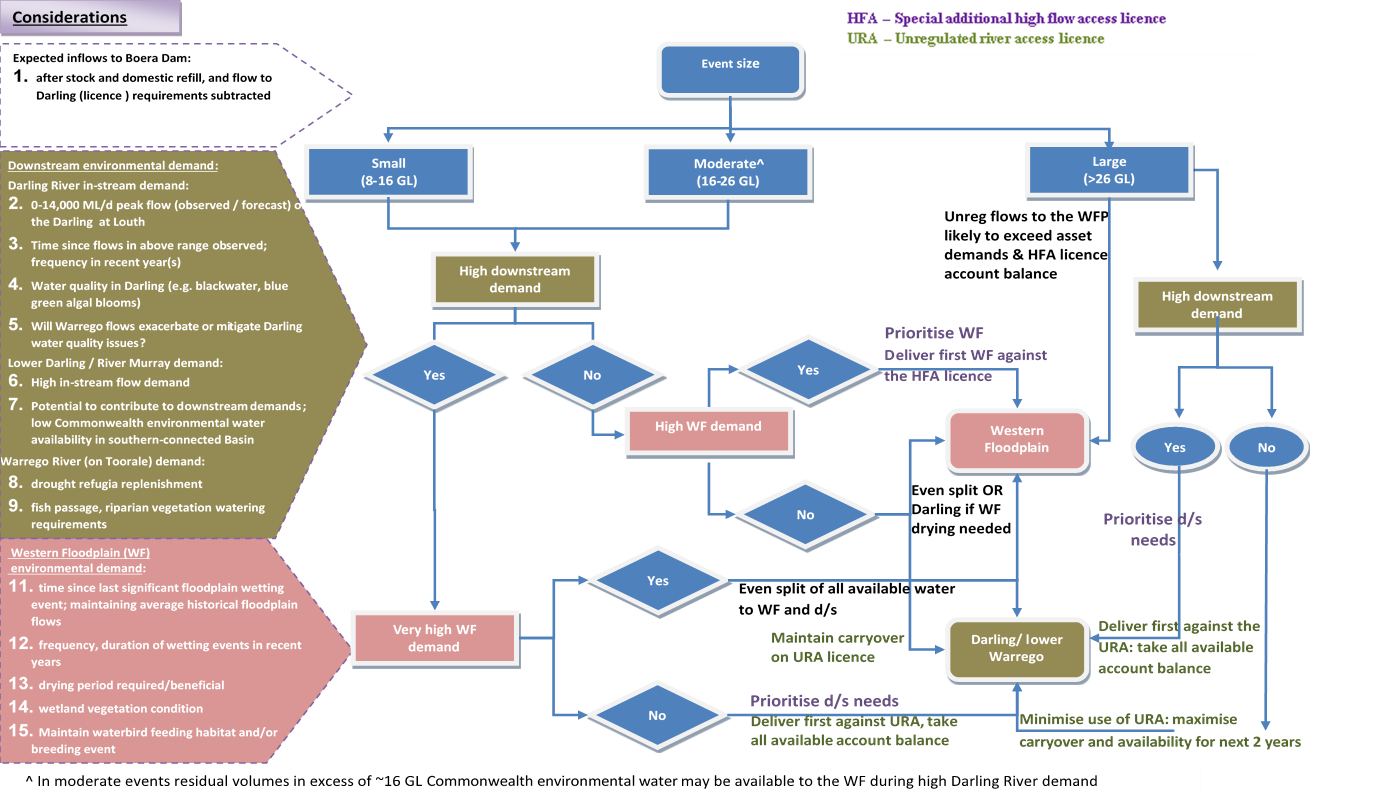 Considerations
HFA – Special additional high flow access licence
URA – Unregulated river access licence
Expected inflows to Boera Dam:
1. after stock and domestic refill, and flow to
Darling (licence ) requirements subtracted
Downstream environmental demand:
Darling River in-stream demand:
2. 0-14,000 ML/d peak flow (observed / forecast) o
the Darling at Louth
3. Time since flows in above range observed;
frequency in recent year(s)
4. Water quality in Darling (e.g. blackwater, blue
green algal blooms)
5. Will Warrego flows exacerbate or mitigate Darling
water quality issues?
Lower Darling / River Murray demand:
6. High in-stream flow demand
7. Potential to contribute to downstream demands;
low Commonwealth environmental water
availability in southern-connected Basin
Warrego River (on Toorale) demand:
8. drought refugia replenishment
9. fish passage, riparian vegetation watering
requirements
Western Floodplain (WF)
environmental demand:
11. time since last significant floodplain wetting
event; maintaining average historical floodplain
flows
12. frequency, duration of wetting events in recent
years
13. drying period required/beneficial
14. wetland vegetation condition
15. Maintain waterbird feeding habitat and/or
breeding event
Event size
Small
(8-16 GL)
Moderate^
(16-26 GL)
Large
(>26 GL)
Unreg flows to the WFP
likely to exceed asset
demands & HFA licence
account balance
High downstream
demand
High downstream
demand
Yes
No
Yes
Prioritise WF
Deliver first WF against
the HFA licence
High WF demand
Western
Floodplain
Yes
No
No
Even split OR
Darling if WF
drying needed
Prioritise d/s
needs
Yes
Even split of all available water
to WF and d/s
Very high WF
demand
Maintain carryover
on URA licence
Darling/ lower
Warrego
Deliver first against the
URA: take all available
account balance
No
Prioritise d/s needs
Deliver first against URA, take
all available account balance
Minimise use of URA: maximise
carryover and availability for next 2 years
^ In moderate events residual volumes in excess of ~16 GL Commonwealth environmental water may be available to the WF during high Darling River demand